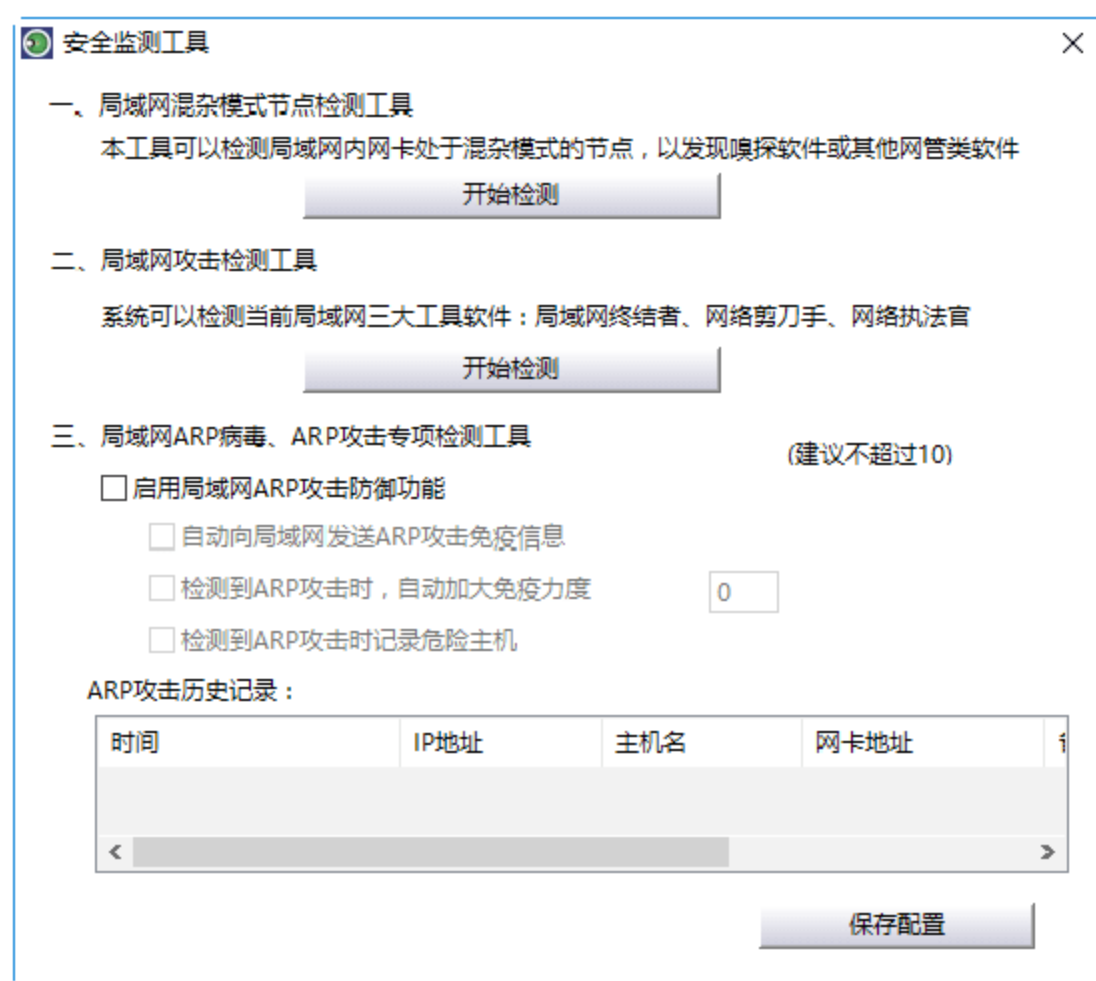 安全监测工具
一、局域网混杂模式节点检测工具
本工具可以检测局域网内网卡处于混杂模式的节点，以发现嗅探软件或其他网管类软件
开始检测
二、局域网攻击检测工具
系统可以检测当前局域网三大工具软件：局域网终结者、网络剪刀手、网络执法官
开始检测
三、局域网ARP病毒、ARP攻击专项检测工具
(建议不超过10)
启用局域网ARP攻击防御功能
自动向局域网发送ARP攻击免疫信息
检测到ARP攻击时，自动加大免疫力度 0
检测到ARP攻击时记录危险主机
ARP攻击历史记录：
时间 IP地址 主机名 网卡地址
保存配置